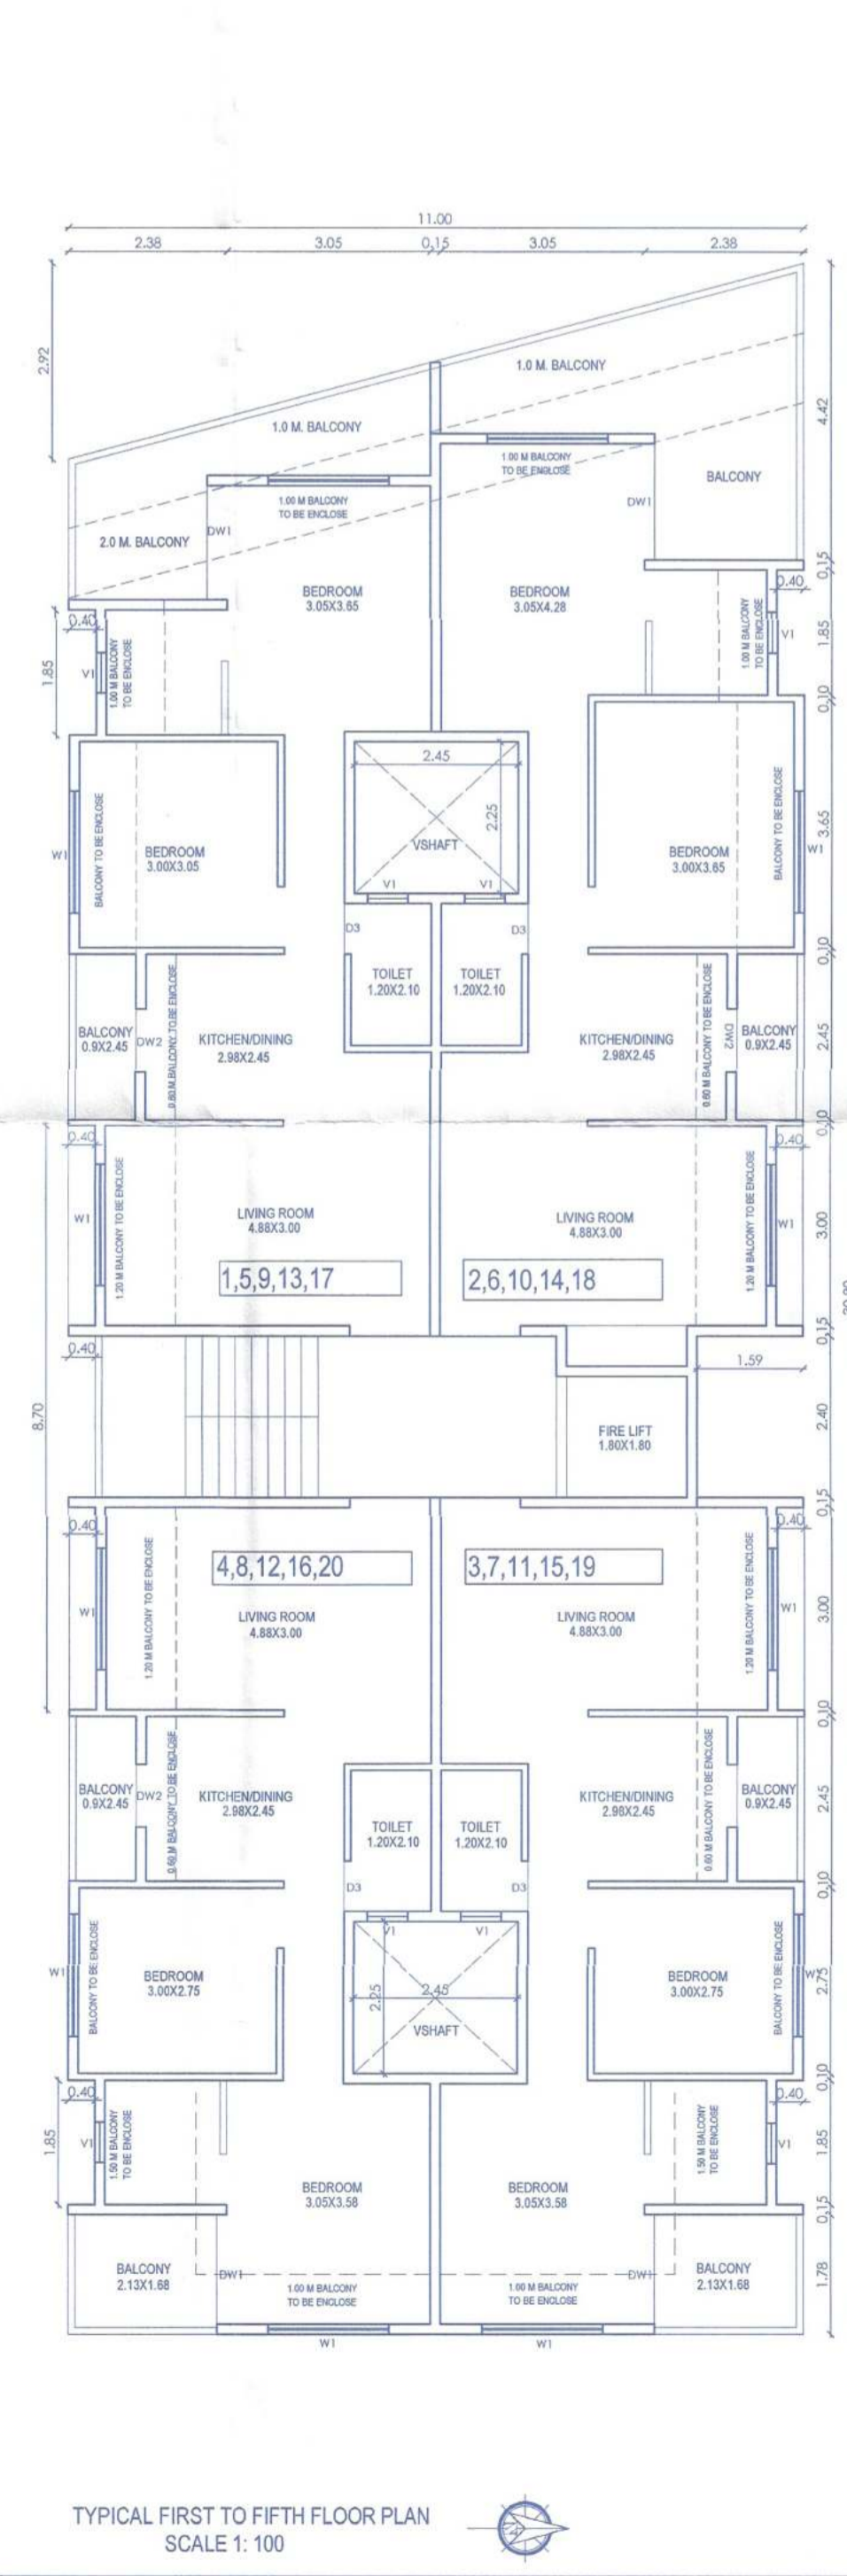 11.00
2.38 3.05 0,15 3.05 2.38
2.92
4.42
1.0 M. BALCONY
1.0 M. BALCONY
1.00 M BALCONY
TO BE ENCLOSE
BALCONY
1.00 M BALCONY
TO BE ENCLOSE
DW1
DW1
2.0 M. BALCONY
0,15
0.40
BEDROOM
3.05X3.65
BEDROOM
3.05X4.28
0.40
1.00 M BALCONY
TO BE ENCLOSE
1.00 M BALCONY
TO BE ENCLOSE
V1
V1
1.85
1.85
0,10
2.45
2.25
VSHAFT
V1 V1
BALCONY TO BE ENCLOSE
BALCONY TO BE ENCLOSE
W1
W1
3.65
BEDROOM
3.00X3.05
BEDROOM
3.00X3.65
D3
D3
0,10
TOILET
1.20X2.10
TOILET
1.20X2.10
BALCONY
0.9X2.45
DW2
0.60 M BALCONY TO BE ENCLOSE
KITCHEN/DINING
2.98X2.45
KITCHEN/DINING
2.98X2.45
0.60 M BALCONY TO BE ENCLOSE
DW2
BALCONY
0.9X2.45
2.45
0,10
0.40
0.40
W1
1.20 M BALCONY TO BE ENCLOSE
LIVING ROOM
4.88X3.00
LIVING ROOM
4.88X3.00
1.20 M BALCONY TO BE ENCLOSE
W1
3.00
1,5,9,13,17
2,6,10,14,18
0,15
0.40
1.59
8.70
2.40
FIRE LIFT
1.80X1.80
0,15
0.40
0.40
1.20 M BALCONY TO BE ENCLOSE
1.20 M BALCONY TO BE ENCLOSE
4,8,12,16,20
3,7,11,15,19
W1
LIVING ROOM
4.88X3.00
LIVING ROOM
4.88X3.00
W1
3.00
0,10
BALCONY
0.9X2.45
DW2
0.60 M BALCONY TO BE ENCLOSE
KITCHEN/DINING
2.98X2.45
KITCHEN/DINING
2.98X2.45
0.60 M BALCONY TO BE ENCLOSE
BALCONY
0.9X2.45
2.45
TOILET
1.20X2.10
TOILET
1.20X2.10
D3
D3
0,10
V1 V1
W1
BALCONY TO BE ENCLOSE
BEDROOM
3.00X2.75
2.25
2.45
VSHAFT
BEDROOM
3.00X2.75
BALCONY TO BE ENCLOSE
W1
2.75
0,10
0.40
0.40
1.85
V1
1.50 M BALCONY
TO BE ENCLOSE
1.50 M BALCONY
TO BE ENCLOSE
V1
1.85
BEDROOM
3.05X3.58
BEDROOM
3.05X3.58
0,15
BALCONY
2.13X1.68
DW1
1.00 M BALCONY
TO BE ENCLOSE
1.00 M BALCONY
TO BE ENCLOSE
DW1
BALCONY
2.13X1.68
1.78
W1
W1
TYPICAL FIRST TO FIFTH FLOOR PLAN
SCALE 1: 100